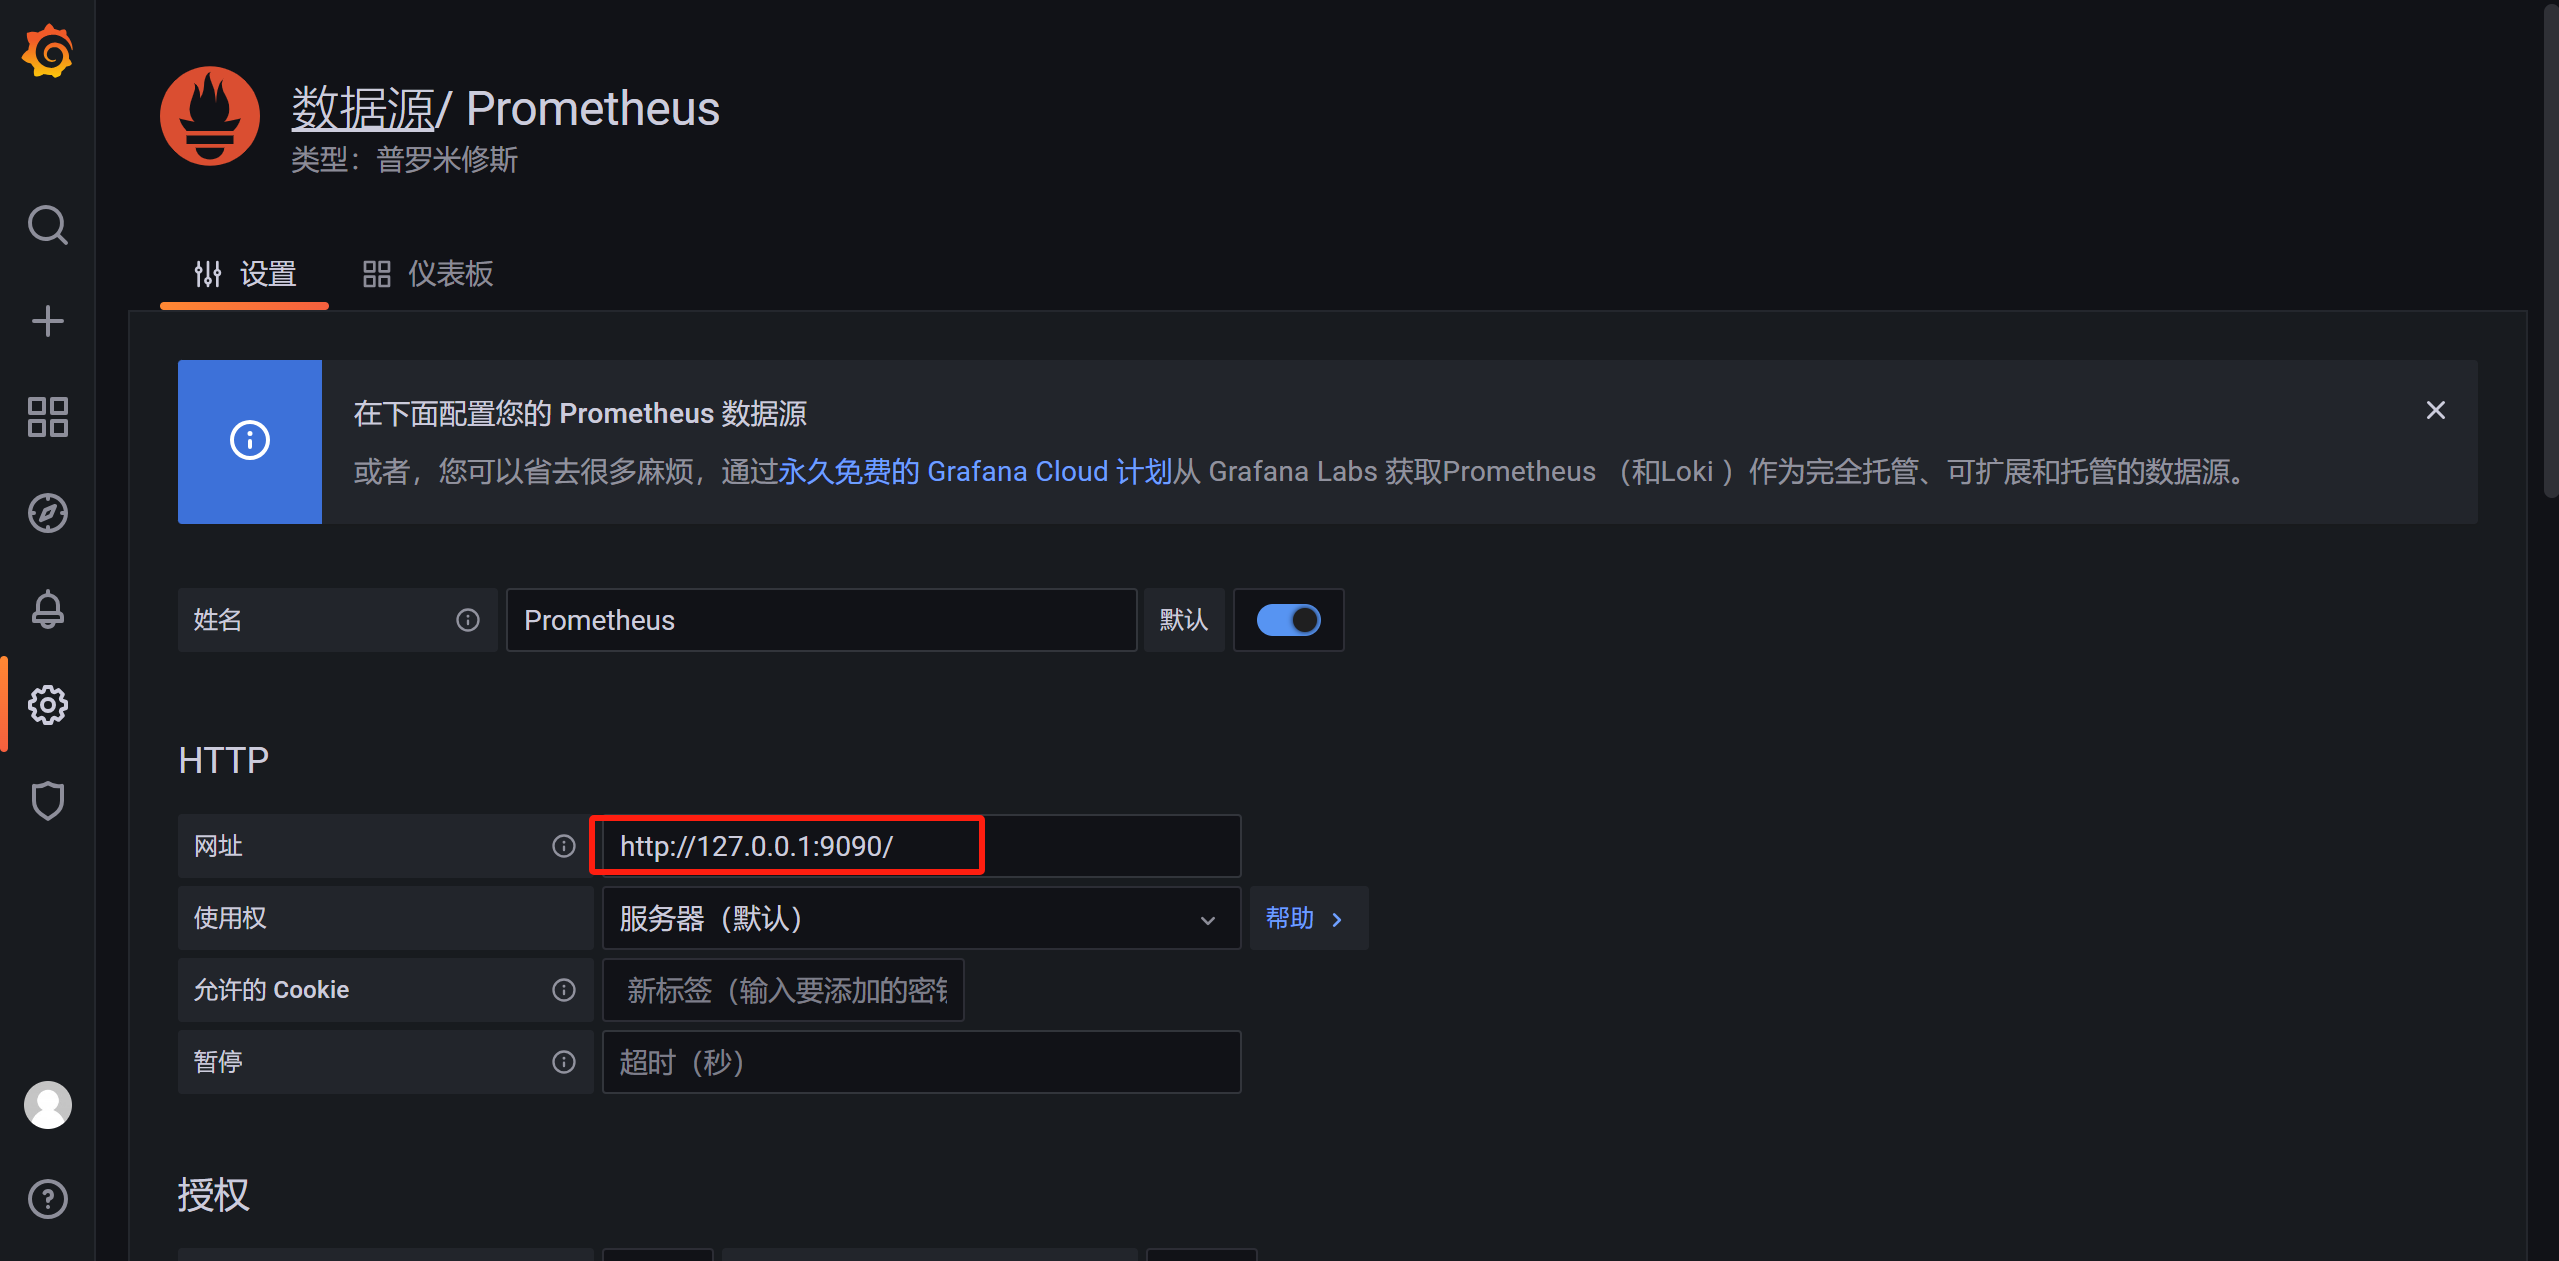 数据源/ Prometheus
类型：普罗米修斯
设置
仪表板
在下面配置您的 Prometheus 数据源
或者，您可以省去很多麻烦，通过永久免费的 Grafana Cloud 计划从 Grafana Labs 获取Prometheus （和Loki ）作为完全托管、可扩展和托管的数据源。
姓名
Prometheus
默认
HTTP
网址
http://127.0.0.1:9090/
使用权
服务器（默认）
帮助
允许的 Cookie
新标签（输入要添加的密
暂停
超时（秒）
授权